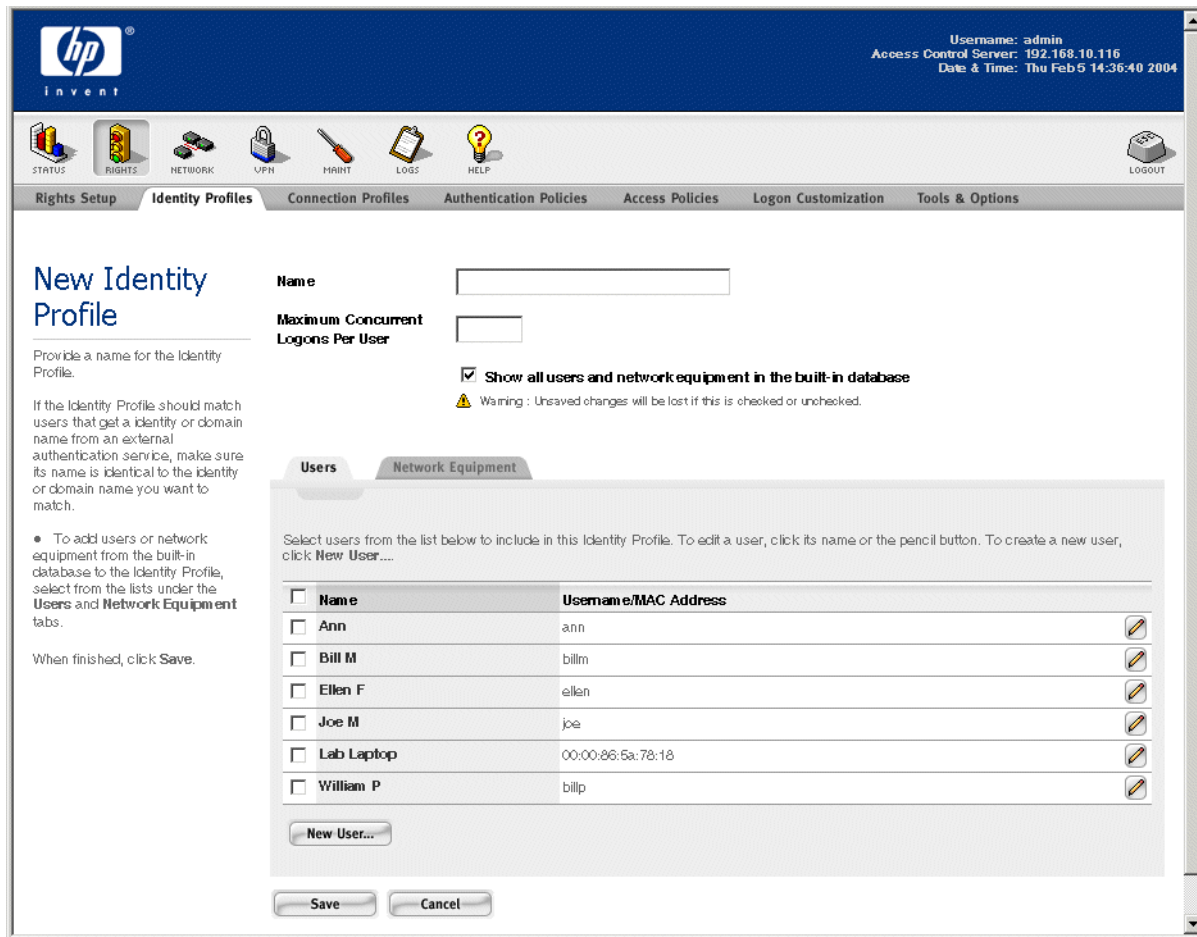 hp
®
invent
Username: admin
Access Control Server: 192.168.10.116
Date & Time: Thu Feb 5 14:36:40 2004
STATUS RIGHTS NETWORK VPN MAINT LOGS HELP LOGOUT
Rights Setup Identity Profiles Connection Profiles Authentication Policies Access Policies Logon Customization Tools & Options
New Identity
Profile
Provide a name for the Identity
Profile.
If the Identity Profile should match
users that get a identity or domain
name from an external
authentication service, make sure
its name is identical to the identity
or domain name you want to
match.
● To add users or network
equipment from the built-in
database to the Identity Profile,
select from the lists under the
Users and Network Equipment
tabs.
When finished, click Save.
Name
Maximum Concurrent
Logons Per User
Show all users and network equipment in the built-in database
Warning : Unsaved changes will be lost if this is checked or unchecked.
Users Network Equipment
Select users from the list below to include in this Identity Profile. To edit a user, click its name or the pencil button. To create a new user,
click New User....
Name Username/MAC Address
Ann ann
Bill M billm
Ellen F ellen
Joe M joe
Lab Laptop 00:00:86:5a:78:18
William P billp
New User...
Save Cancel